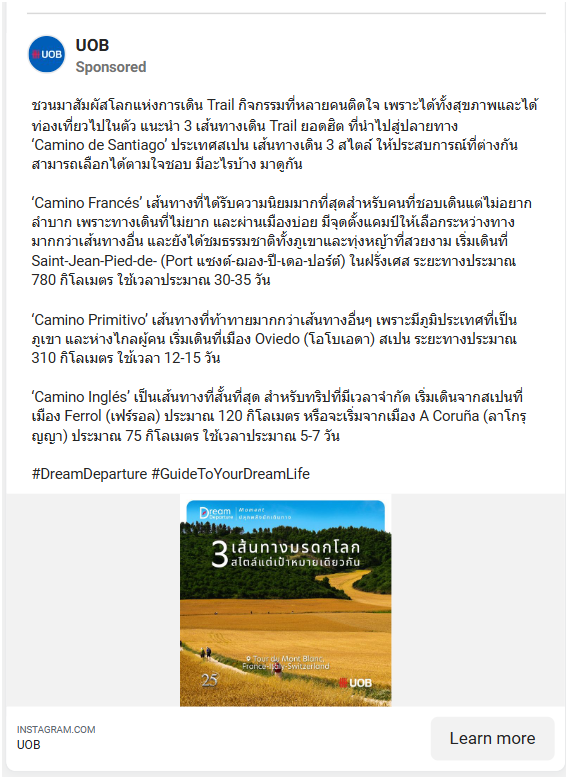 UOB
UOB
Sponsored
ชวนมาสัมผัสโลกแห่งการเดิน Trail กิจกรรมที่หลายคนติดใจ เพราะได้ทั้งสุขภาพและได้
ท่องเที่ยวไปในตัว แนะนำ 3 เส้นทางเดิน Trail ยอดฮิต ที่นำไปสู่ปลายทาง
‘Camino de Santiago’ ประเทศสเปน เส้นทางเดิน 3 สไตล์ ให้ประสบการณ์ที่ต่างกัน
สามารถเลือกได้ตามใจชอบ มีอะไรบ้าง มาดูกัน
‘Camino Francés’ เส้นทางที่ได้รับความนิยมมากที่สุดสำหรับคนที่ชอบเดินแต่ไม่อยาก
ลำบาก เพราะทางเดินที่ไม่ยาก และผ่านเมืองบ่อย มีจุดตั้งแคมป์ให้เลือกระหว่างทาง
มากกว่าเส้นทางอื่น และยังได้ชมธรรมชาติทั้งภูเขาและทุ่งหญ้าที่สวยงาม เริ่มเดินที่
Saint-Jean-Pied-de- (Port แซงต์-ฌอง-ปิ-เดอ-ปอร์ต์) ในฝรั่งเศส ระยะทางประมาณ
780 กิโลเมตร ใช้เวลาประมาณ 30-35 วัน
‘Camino Primitivo’ เส้นทางที่ท้าทายมากกว่าเส้นทางอื่นๆ เพราะมีภูมิประเทศที่เป็น
ภูเขา และห่างไกลผู้คน เริ่มเดินที่เมือง Oviedo (โอโบเอดา) สเปน ระยะทางประมาณ
310 กิโลเมตร ใช้เวลา 12-15 วัน
‘Camino Inglés’ เป็นเส้นทางที่สั้นที่สุด สำหรับทริปที่มีเวลาจำกัด เริ่มเดินจากสเปนที่
เมือง Ferrol (เฟร์รอล) ประมาณ 120 กิโลเมตร หรือจะเริ่มจากเมือง A Coruña (ลาโกรุ
ญญา) ประมาณ 75 กิโลเมตร ใช้เวลาประมาณ 5-7 วัน
#DreamDeparture #GuideToYourDreamLife
Dream Moment
Departure
3 เส้นทางมรดกโลก
สไตล์แต่เป้าหมายเดียวกัน
Tour de Mont Blanc,
France-Italy-Switzerland
25
UOB
INSTAGRAM.COM
UOB
Learn more